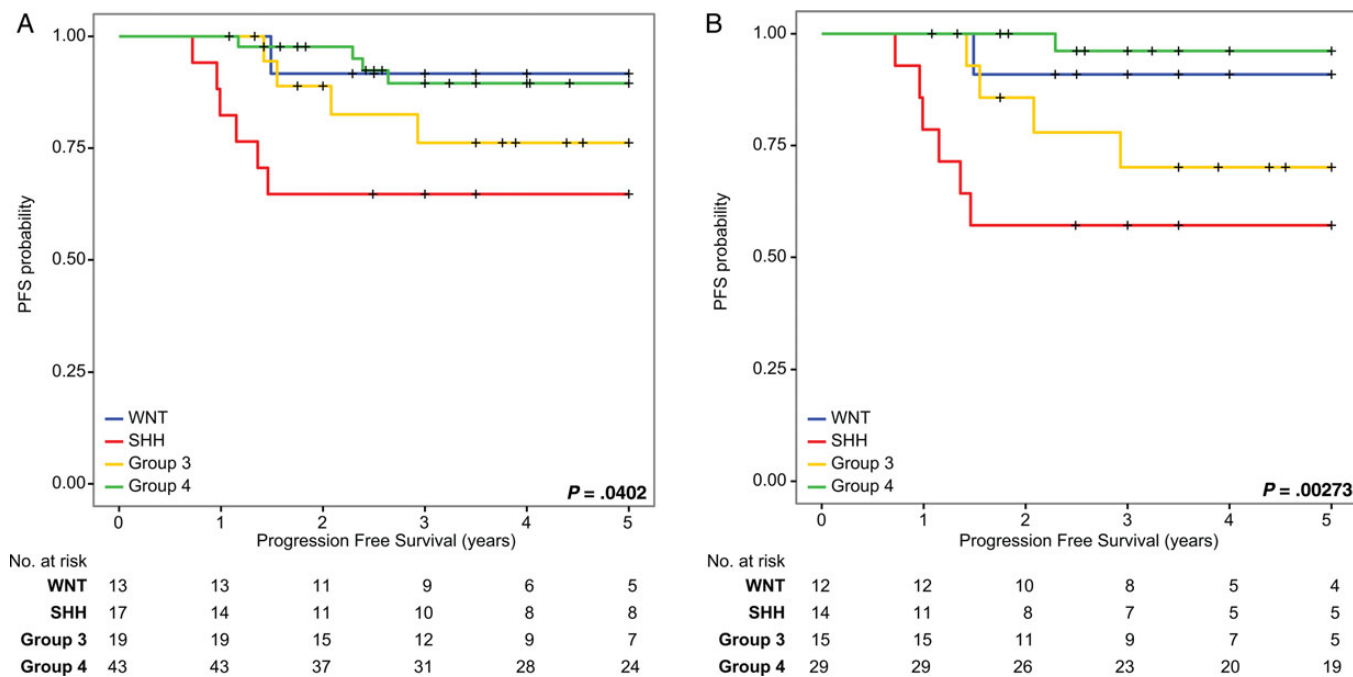 A
1.00
0.75
0.50
0.25
0.00
PFS probability
WNT
SHH
Group 3
Group 4
P = .0402
0 1 2 3 4 5
Progression Free Survival (years)
No. at risk
WNT 13 13 11 9 6 5
SHH 17 14 11 10 8 8
Group 3 19 19 15 12 9 7
Group 4 43 43 37 31 28 24
B
1.00
0.75
0.50
0.25
0.00
PFS probability
WNT
SHH
Group 3
Group 4
P = .00273
0 1 2 3 4 5
Progression Free Survival (years)
No. at risk
WNT 12 12 10 8 5 4
SHH 14 11 8 7 5 5
Group 3 15 15 11 9 7 5
Group 4 29 29 26 23 20 19